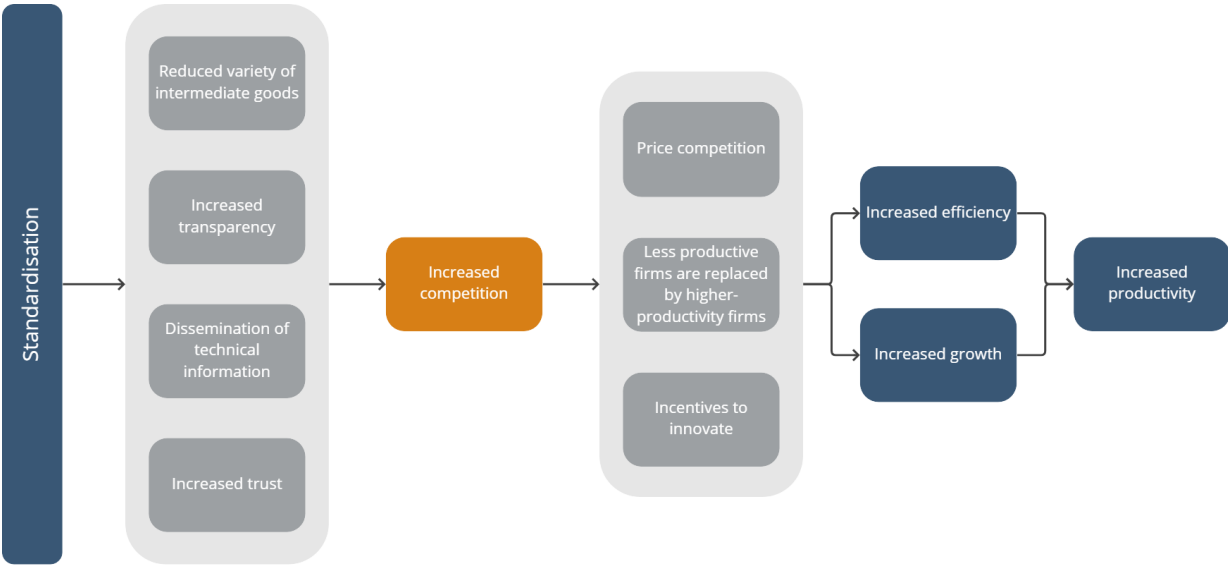 Standardisation
Reduced variety of
intermediate goods
Increased
transparency
Dissemination of
technical
information
Increased trust
Increased
competition
Price competition
Less productive
firms are replaced
by higher-
productivity firms
Incentives to
innovate
Increased efficiency
Increased growth
Increased
productivity